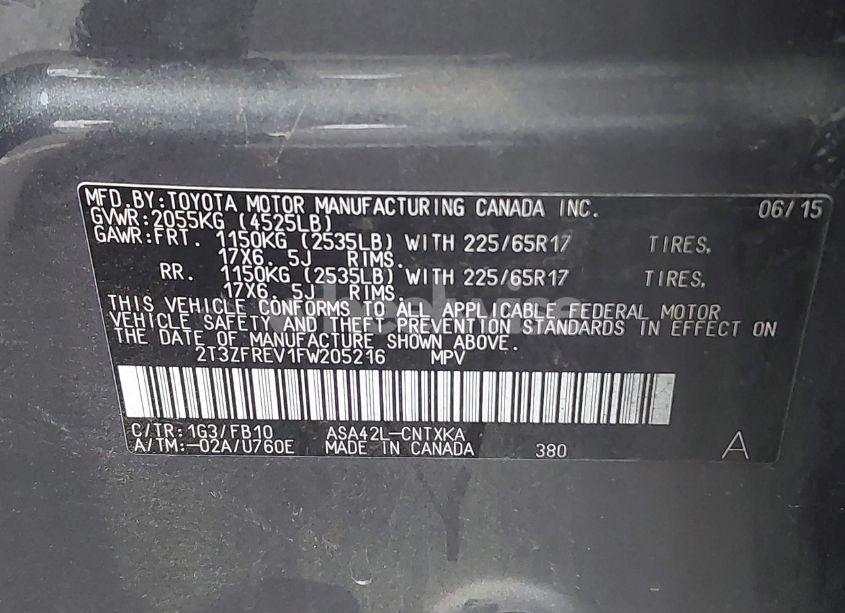 MFD. BY: TOYOTA MOTOR MANUFACTURING CANADA INC. 06/15
GVWR: 2055KG (4525LB)
GAWR: FRT. 1150KG (2535LB) WITH 225/65R17 TIRES,
17X6. 5J RIMS.
RR. 1150KG (2535LB) WITH 225/65R17 TIRES,
17X6. 5J RIMS.
THIS VEHICLE CONFORMS TO ALL APPLICABLE FEDERAL MOTOR
VEHICLE SAFETY AND THEFT PREVENTION STANDARDS IN EFFECT ON
THE DATE OF MANUFACTURE SHOWN ABOVE.
2T3ZFREV1FW205216 MPV
C/TR: 1G3/FB10 ASA42L-CNTXKA
A/TM: -02A/U760E MADE IN CANADA 380 A